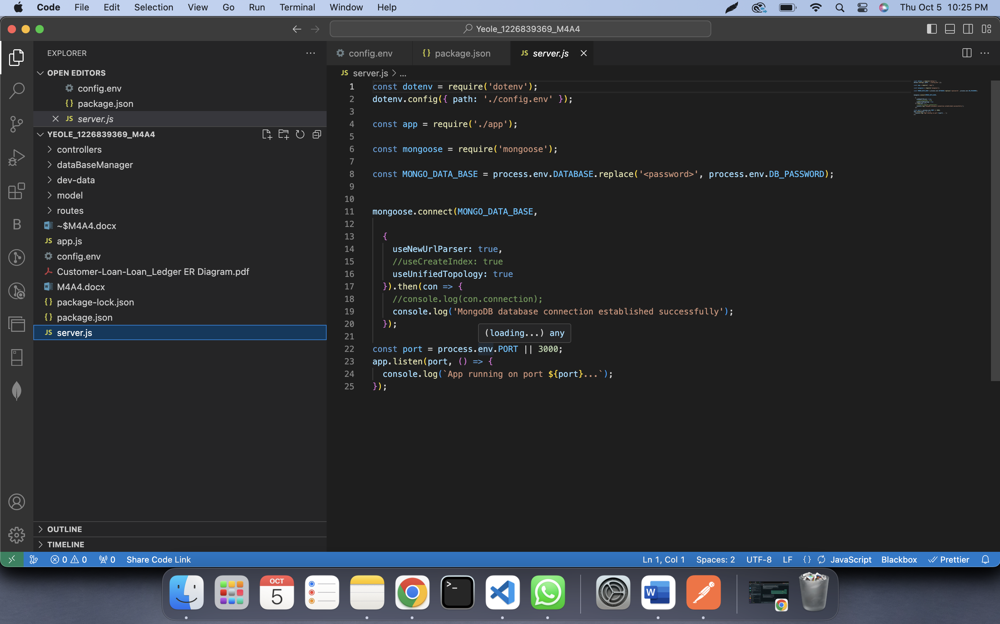 Code File Edit Selection View Go Run Terminal Window Help Thu Oct 5 10:25 PM
Yeole_1226839369_M4A4
EXPLORER
OPEN EDITORS
config.env
package.json
JS server.js
YEOLE_1226839369_M4A4
controllers
dataBaseManager
dev-data
model
routes
~$M4A4.docx
JS app.js
config.env
Customer-Loan-Loan_Ledger ER Diagram.pdf
M4A4.docx
{} package-lock.json
{} package.json
JS server.js
OUTLINE
TIMELINE
config.env {} package.json JS server.js
JS server.js > ...
1 const dotenv = require('dotenv');
2 dotenv.config({ path: './config.env' });
3
4 const app = require('./app');
5
6 const mongoose = require('mongoose');
7
8 const MONGO_DATA_BASE = process.env.DATABASE.replace('<password>', process.env.DB_PASSWORD);
9
10
11 mongoose.connect(MONGO_DATA_BASE,
12
13 {
14 useNewUrlParser: true,
15 //useCreateIndex: true
16 useUnifiedTopology: true
17 }).then(con => {
18 //console.log(con.connection);
19 console.log('MongoDB database connection established successfully');
20 });
(loading...) any
21
22 const port = process.env.PORT || 3000;
23 app.listen(port, () => {
24 console.log(`App running on port ${port}...`);
25 });
0 0 0 Share Code Link Ln 1, Col 1 Spaces: 2 UTF-8 LF {} JavaScript Blackbox Prettier
OCT
5
>_
W